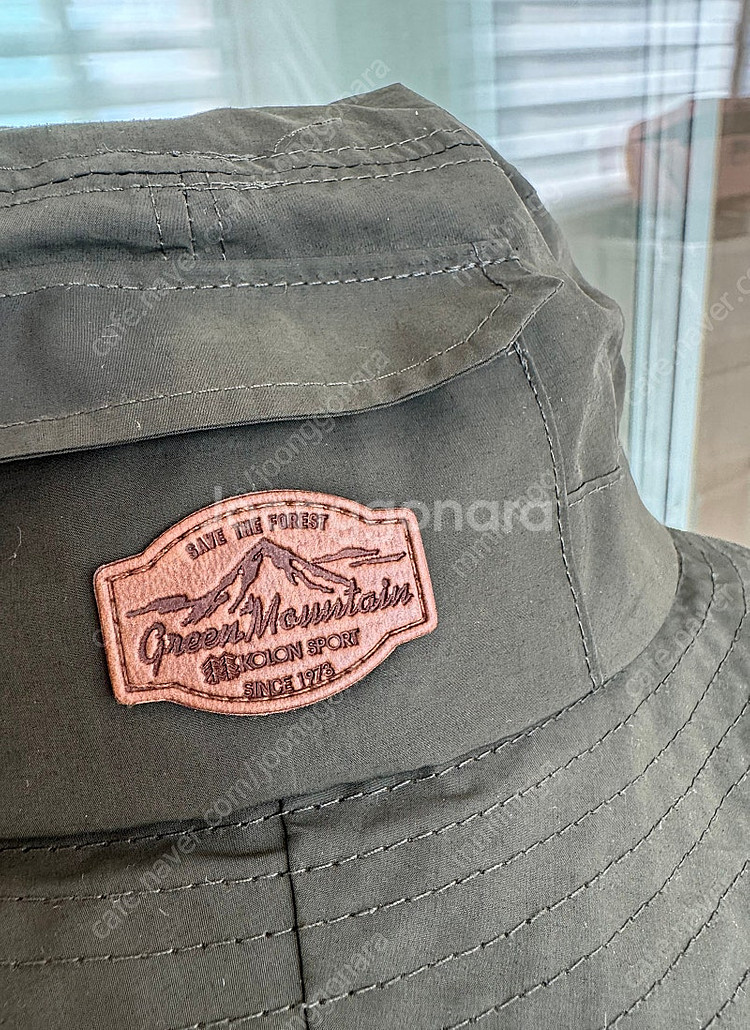 joonggonara
SAVE THE FOREST
Green Mountain
KOLON SPORT
SINCE 1973
cafe.naver.com/joonggonara